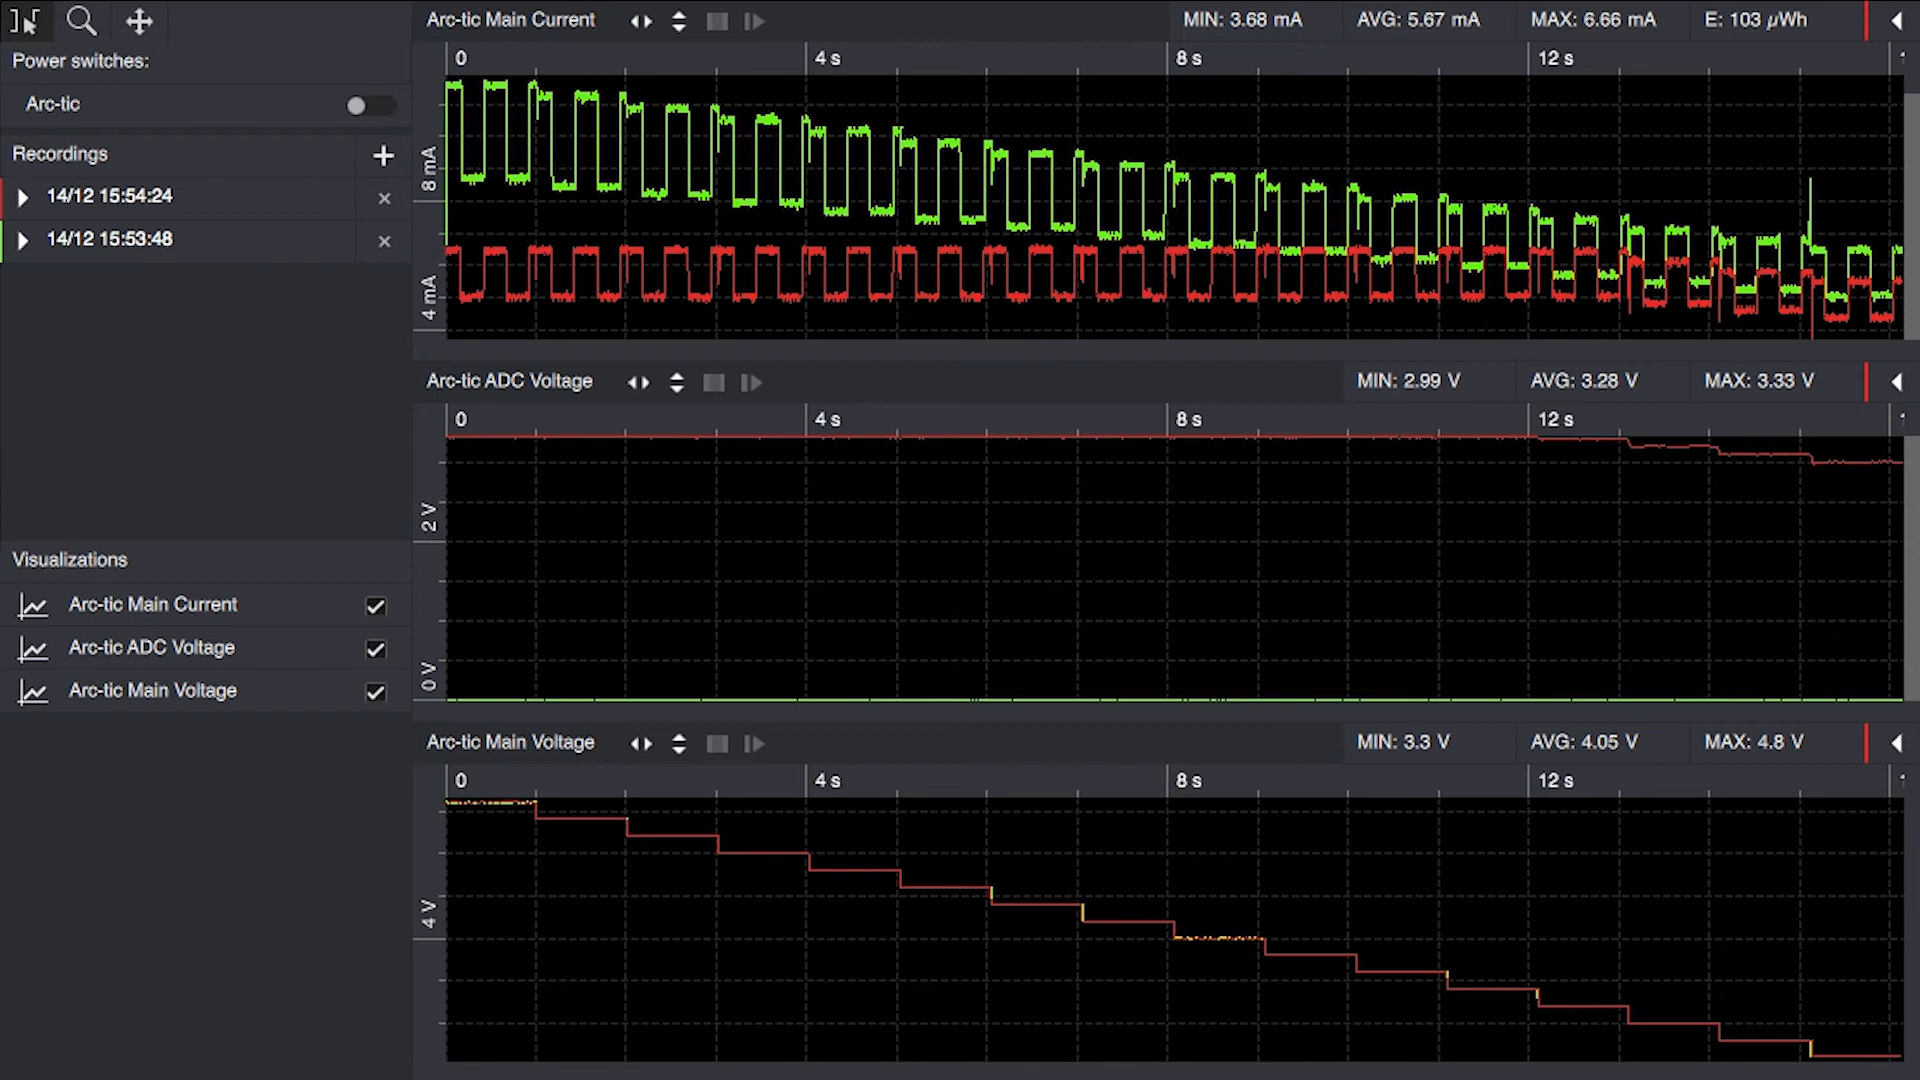 Power switches:
Arc-tic
Recordings
14/12 15:54:24
14/12 15:53:48
Visualizations
Arc-tic Main Current
Arc-tic ADC Voltage
Arc-tic Main Voltage
Arc-tic Main Current MIN: 3.68 mA AVG: 5.67 mA MAX: 6.66 mA E: 103 µWh
0 4 s 8 s 12 s
8 mA
4 mA
Arc-tic ADC Voltage MIN: 2.99 V AVG: 3.28 V MAX: 3.33 V
0 4 s 8 s 12 s
2 V
0 V
Arc-tic Main Voltage MIN: 3.3 V AVG: 4.05 V MAX: 4.8 V
0 4 s 8 s 12 s
4 V